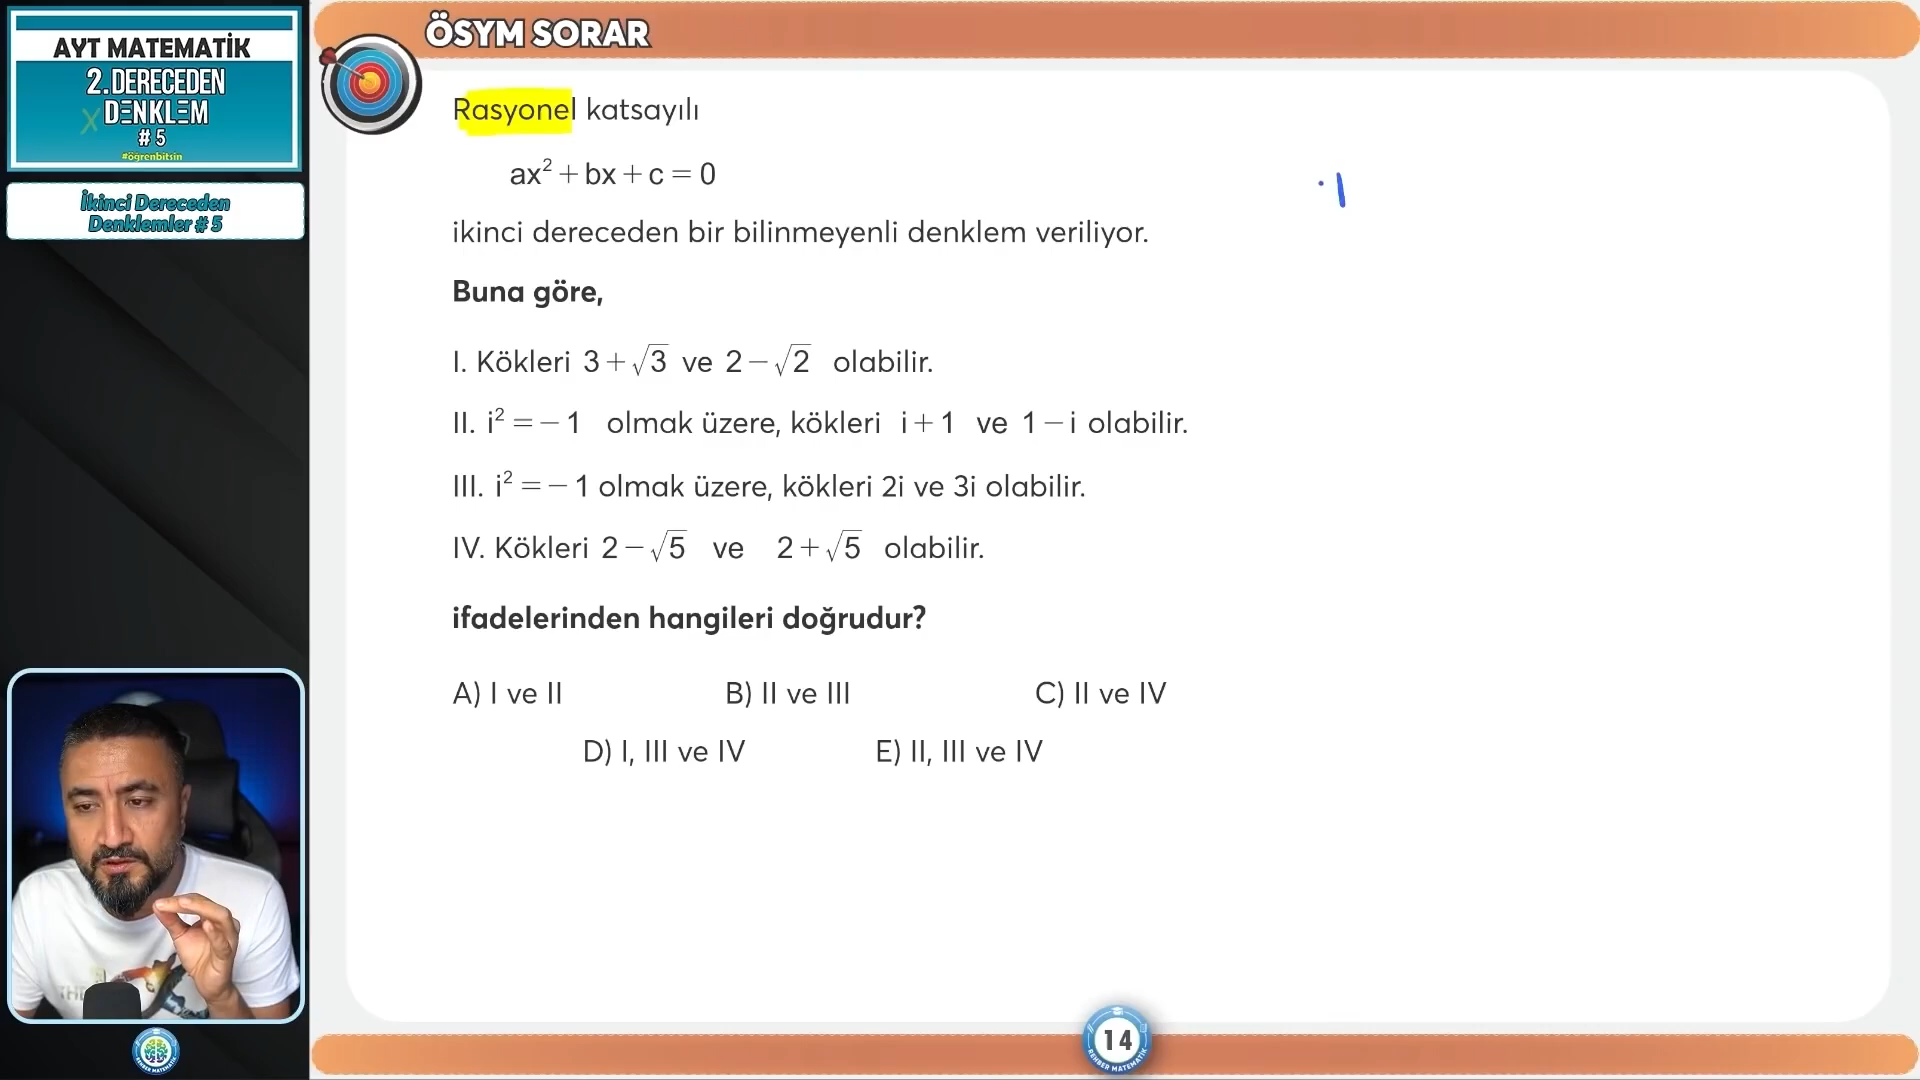 AYT MATEMATİK
2.DERECEDEN
DENKLEM
# 5
#öğrenbitsin
İkinci Dereceden
Denklemler # 5
ÖSYM SORAR
Rasyonel katsayılı
ax² + bx + c = 0
ikinci dereceden bir bilinmeyenli denklem veriliyor.
Buna göre,
I. Kökleri 3 + √3 ve 2 − √2 olabilir.
II. i² = − 1 olmak üzere, kökleri i + 1 ve 1 − i olabilir.
III. i² = − 1 olmak üzere, kökleri 2i ve 3i olabilir.
IV. Kökleri 2 − √5 ve 2 + √5 olabilir.
ifadelerinden hangileri doğrudur?
A) I ve II B) II ve III C) II ve IV
D) I, III ve IV E) II, III ve IV
14
REHBER MATEMATİK